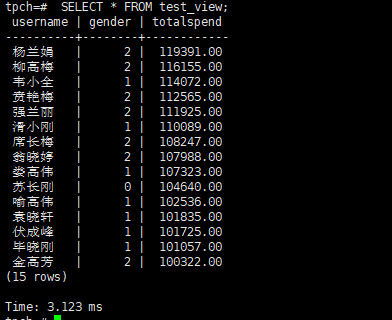 tpch=#  SELECT * FROM test_view;
 username | gender | totalspend
----------+--------+------------
 杨兰娟 | 2 | 119391.00
 柳高梅 | 2 | 116155.00
 韦小全 | 1 | 114072.00
 贲艳梅 | 2 | 112565.00
 强兰丽 | 2 | 111925.00
 滑小刚 | 1 | 110089.00
 席长梅 | 2 | 108247.00
 翁晓婷 | 2 | 107988.00
 娄高伟 | 1 | 107323.00
 苏长刚 | 0 | 104640.00
 喻高伟 | 1 | 102536.00
 袁晓轩 | 1 | 101835.00
 伏成峰 | 1 | 101725.00
 毕晓刚 | 1 | 101057.00
 金高芳 | 2 | 100322.00
(15 rows)
Time: 3.123 ms
tpch=#